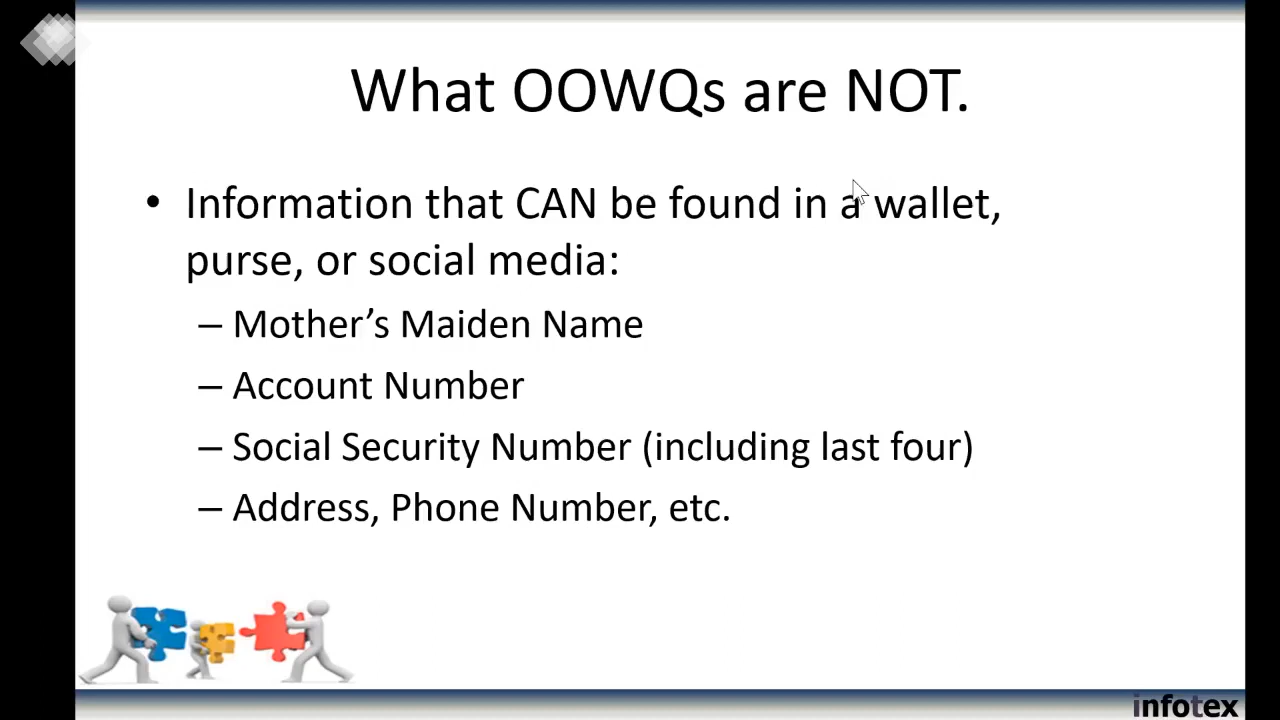 What OOWQs are NOT.
• Information that CAN be found in a wallet,
purse, or social media:
– Mother’s Maiden Name
– Account Number
– Social Security Number (including last four)
– Address, Phone Number, etc.
infotex